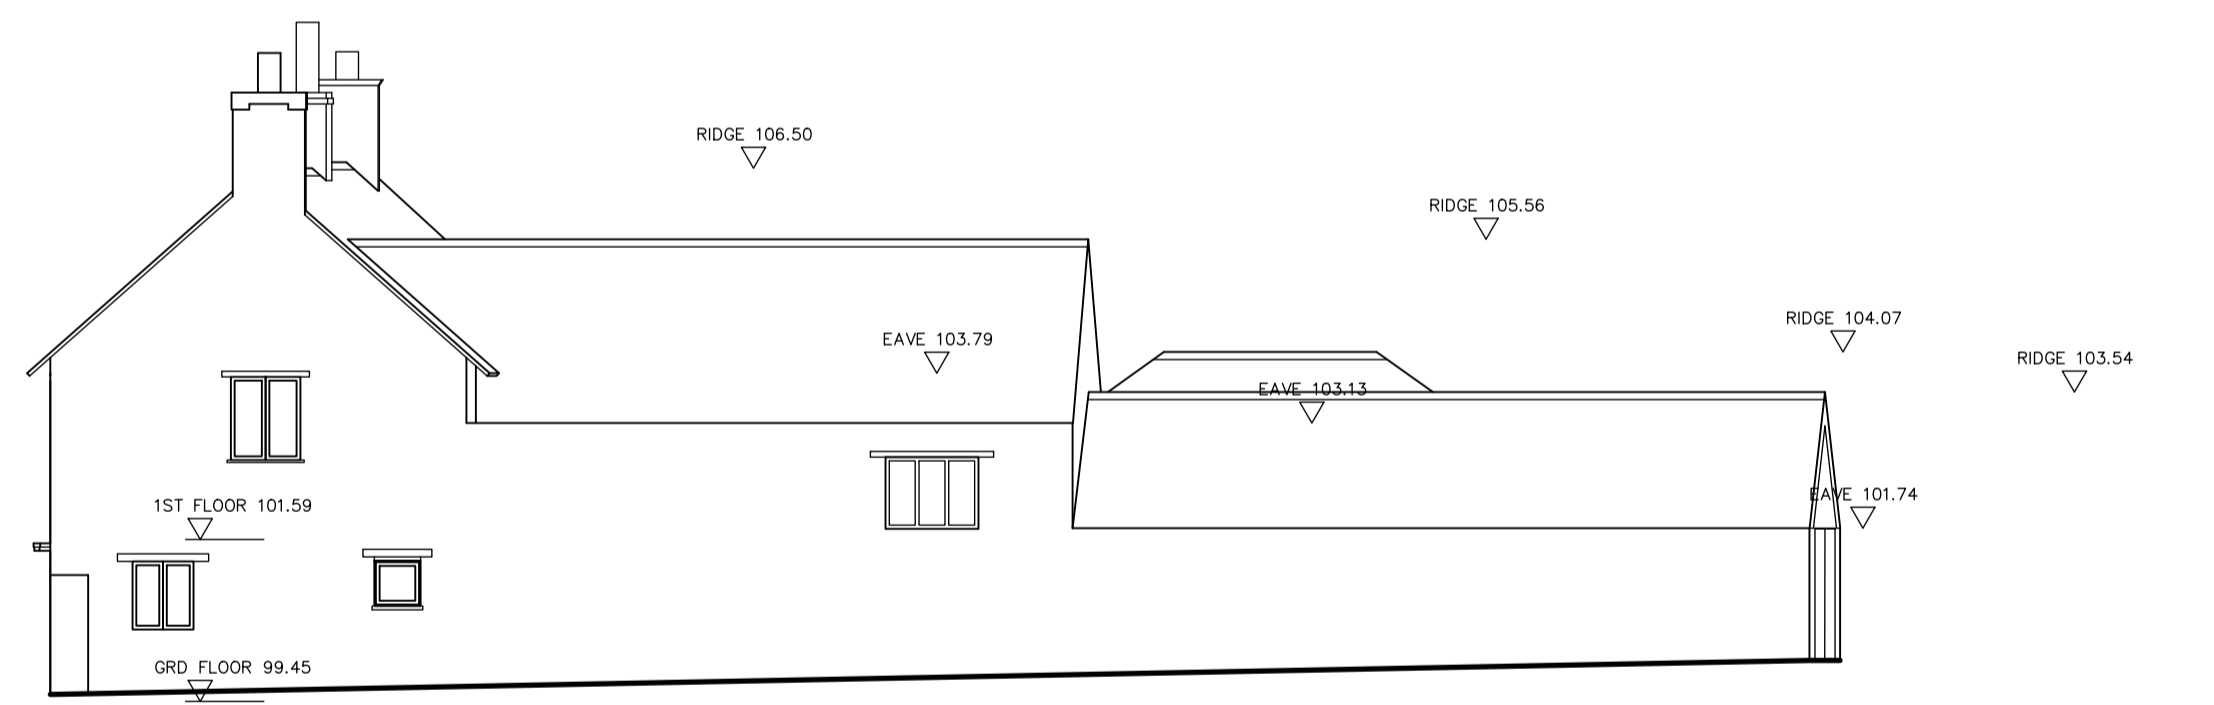 RIDGE 106.50
RIDGE 105.56
RIDGE 104.07
EAVE 103.79
RIDGE 103.54
EAVE 103.13
EAVE 101.74
1ST FLOOR 101.59
GRD FLOOR 99.45